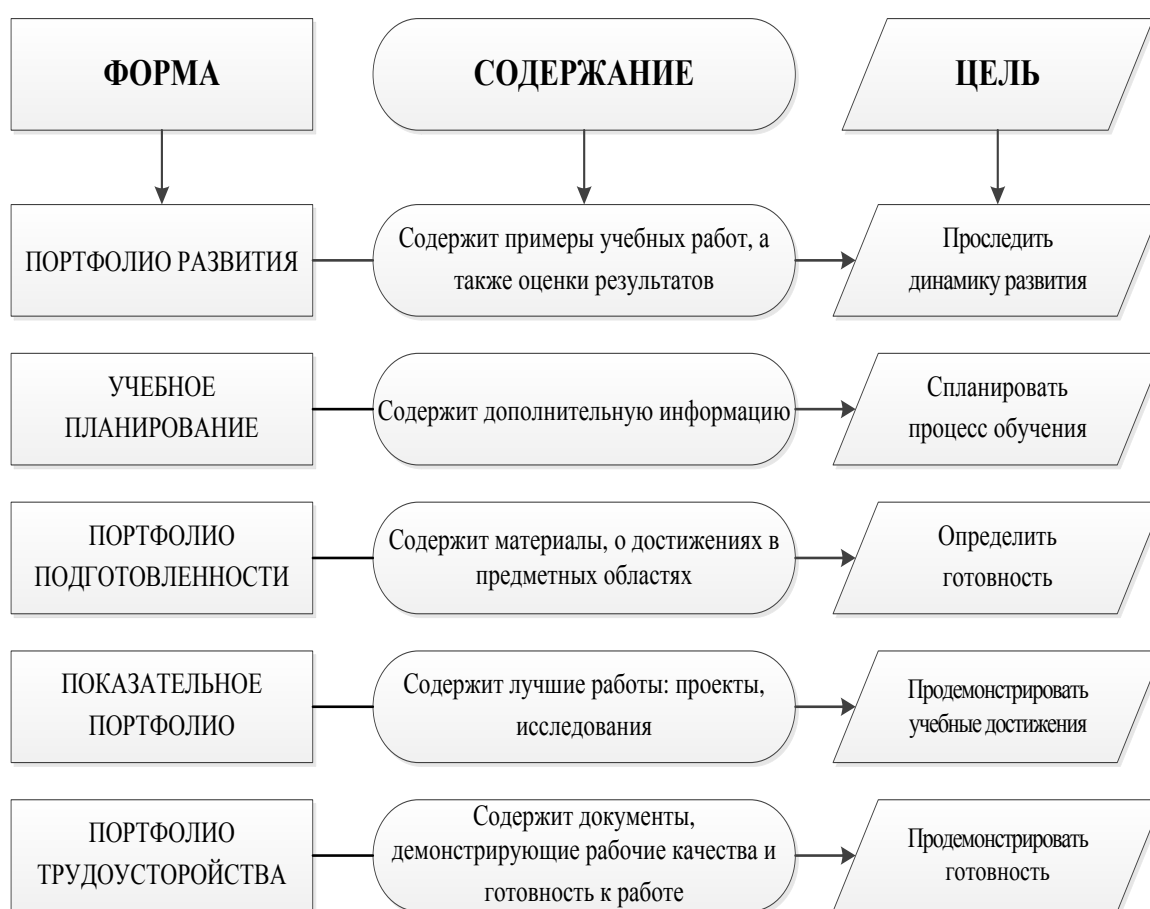 ФОРМА
СОДЕРЖАНИЕ
ЦЕЛЬ
ПОРТФОЛИО РАЗВИТИЯ
Содержит примеры учебных работ, а
также оценки результатов
Проследить
динамику развития
УЧЕБНОЕ
ПЛАНИРОВАНИЕ
Содержит дополнительную информацию
Спланировать
процесс обучения
ПОРТФОЛИО
ПОДГОТОВЛЕННОСТИ
Содержит материалы, о достижениях в
предметных областях
Определить
готовность
ПОКАЗАТЕЛЬНОЕ
ПОРТФОЛИО
Содержит лучшие работы: проекты,
исследования
Продемонстрировать
учебные достижения
ПОРТФОЛИО
ТРУДОУСТОРОЙСТВА
Содержит документы,
демонстрирующие рабочие качества и
готовность к работе
Продемонстрировать
готовность